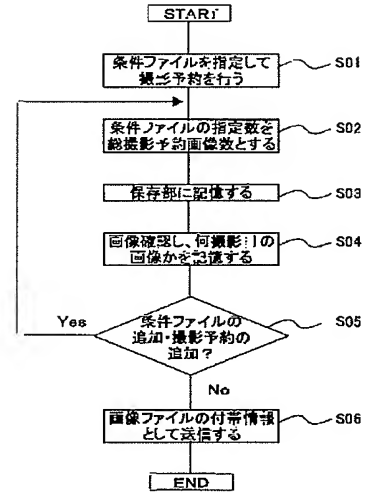 START
条件ファイルを指定して
撮影予約を行う
S01
条件ファイルの指定数を
総撮影予約画像数とする
S02
保存部に記憶する
S03
画像確認し、何撮影目の
画像かを記憶する
S04
条件ファイルの
追加・撮影予約の
追加?
S05
Yes
No
画像ファイルの付帯情報
として送信する
S06
END